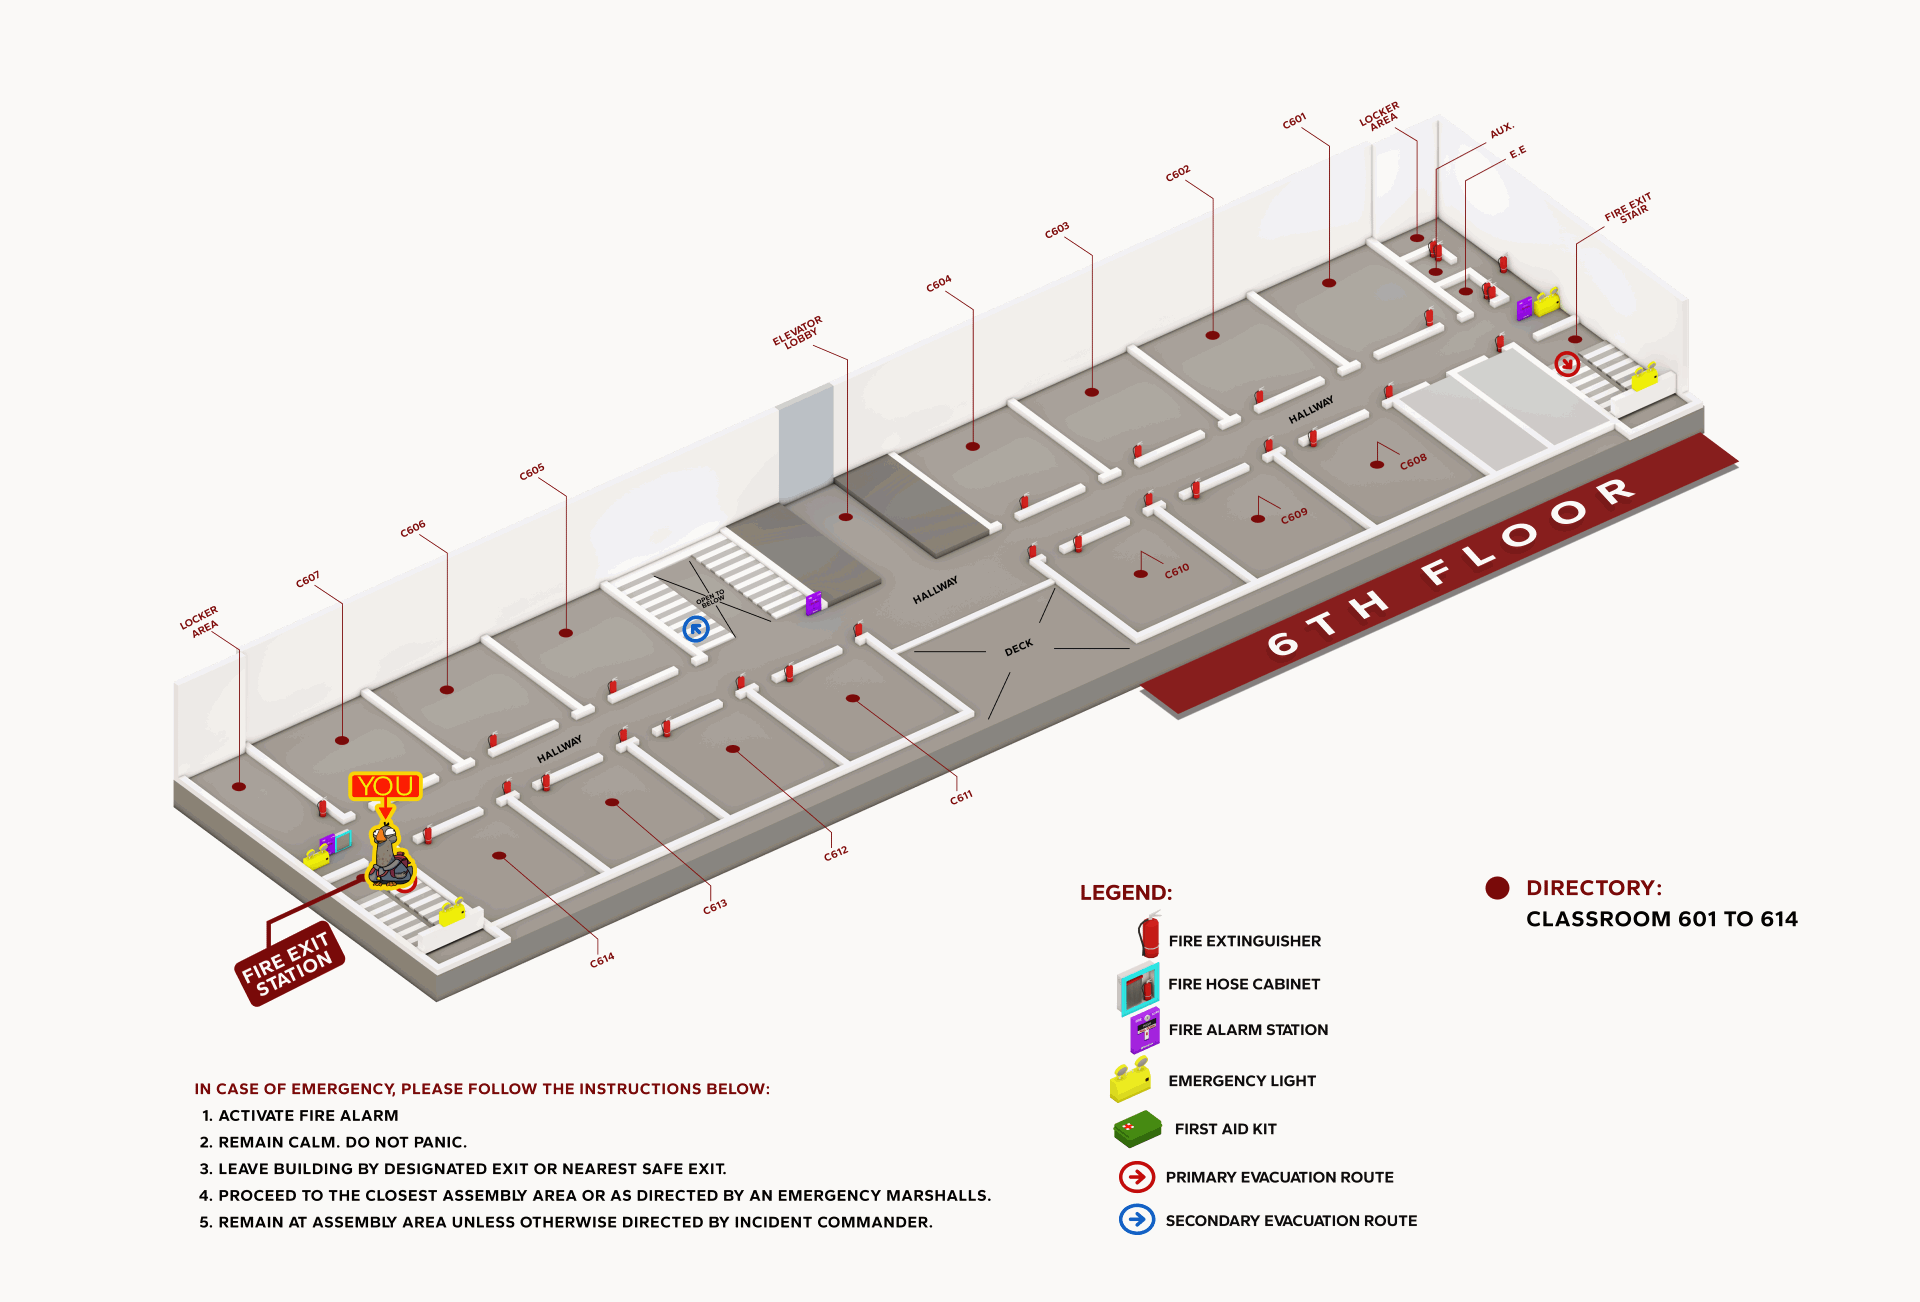 LOCKER
AREA
C601
AUX.
E.E
C602
FIRE EXIT
STAIR
C603
C604
ELEVATOR
LOBBY
C605
C606
C607
LOCKER
AREA
HALLWAY
C608
C609
C610
OPEN TO
BELOW
HALLWAY
DECK
6TH FLOOR
HALLWAY
YOU
C611
C612
C613
C614
FIRE EXIT
STATION
LEGEND:
FIRE EXTINGUISHER
FIRE HOSE CABINET
FIRE ALARM STATION
EMERGENCY LIGHT
FIRST AID KIT
PRIMARY EVACUATION ROUTE
SECONDARY EVACUATION ROUTE
DIRECTORY:
CLASSROOM 601 TO 614
IN CASE OF EMERGENCY, PLEASE FOLLOW THE INSTRUCTIONS BELOW:
1. ACTIVATE FIRE ALARM
2. REMAIN CALM. DO NOT PANIC.
3. LEAVE BUILDING BY DESIGNATED EXIT OR NEAREST SAFE EXIT.
4. PROCEED TO THE CLOSEST ASSEMBLY AREA OR AS DIRECTED BY AN EMERGENCY MARSHALLS.
5. REMAIN AT ASSEMBLY AREA UNLESS OTHERWISE DIRECTED BY INCIDENT COMMANDER.